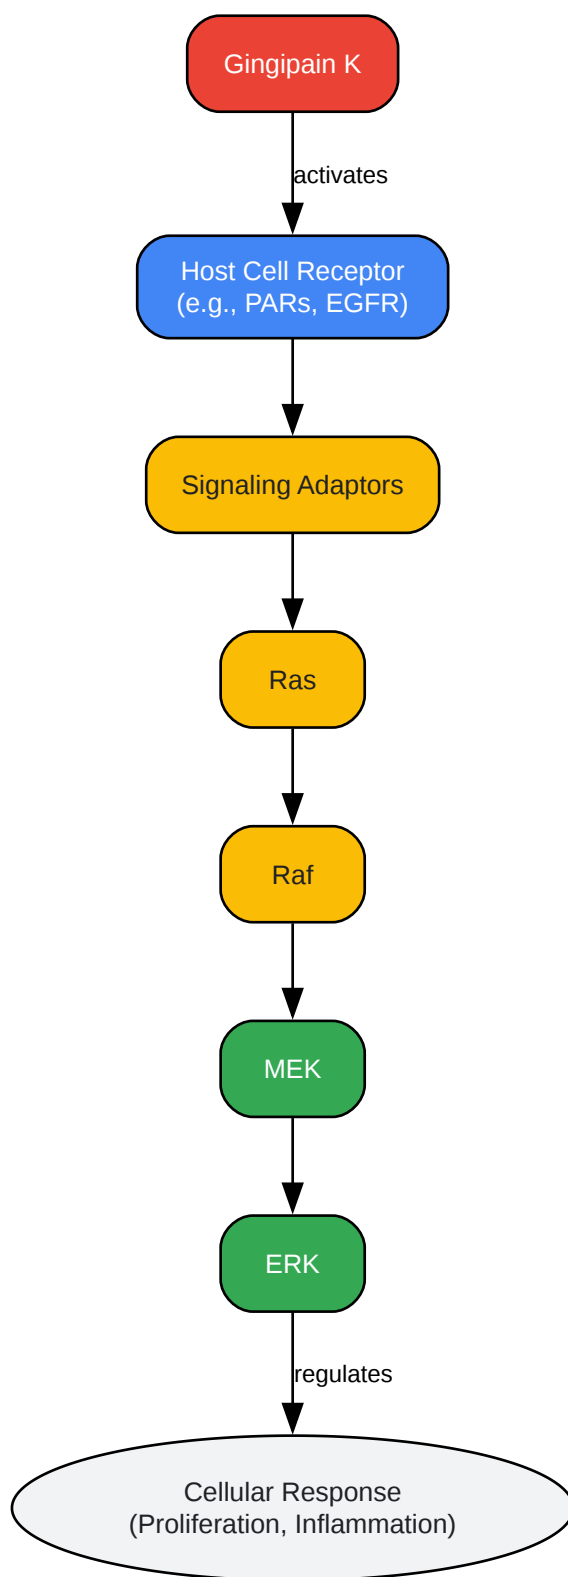 Gingipain K
activates
Host Cell Receptor
(e.g., PARs, EGFR)
Signaling Adaptors
Ras
Raf
MEK
ERK
regulates
Cellular Response
(Proliferation, Inflammation)